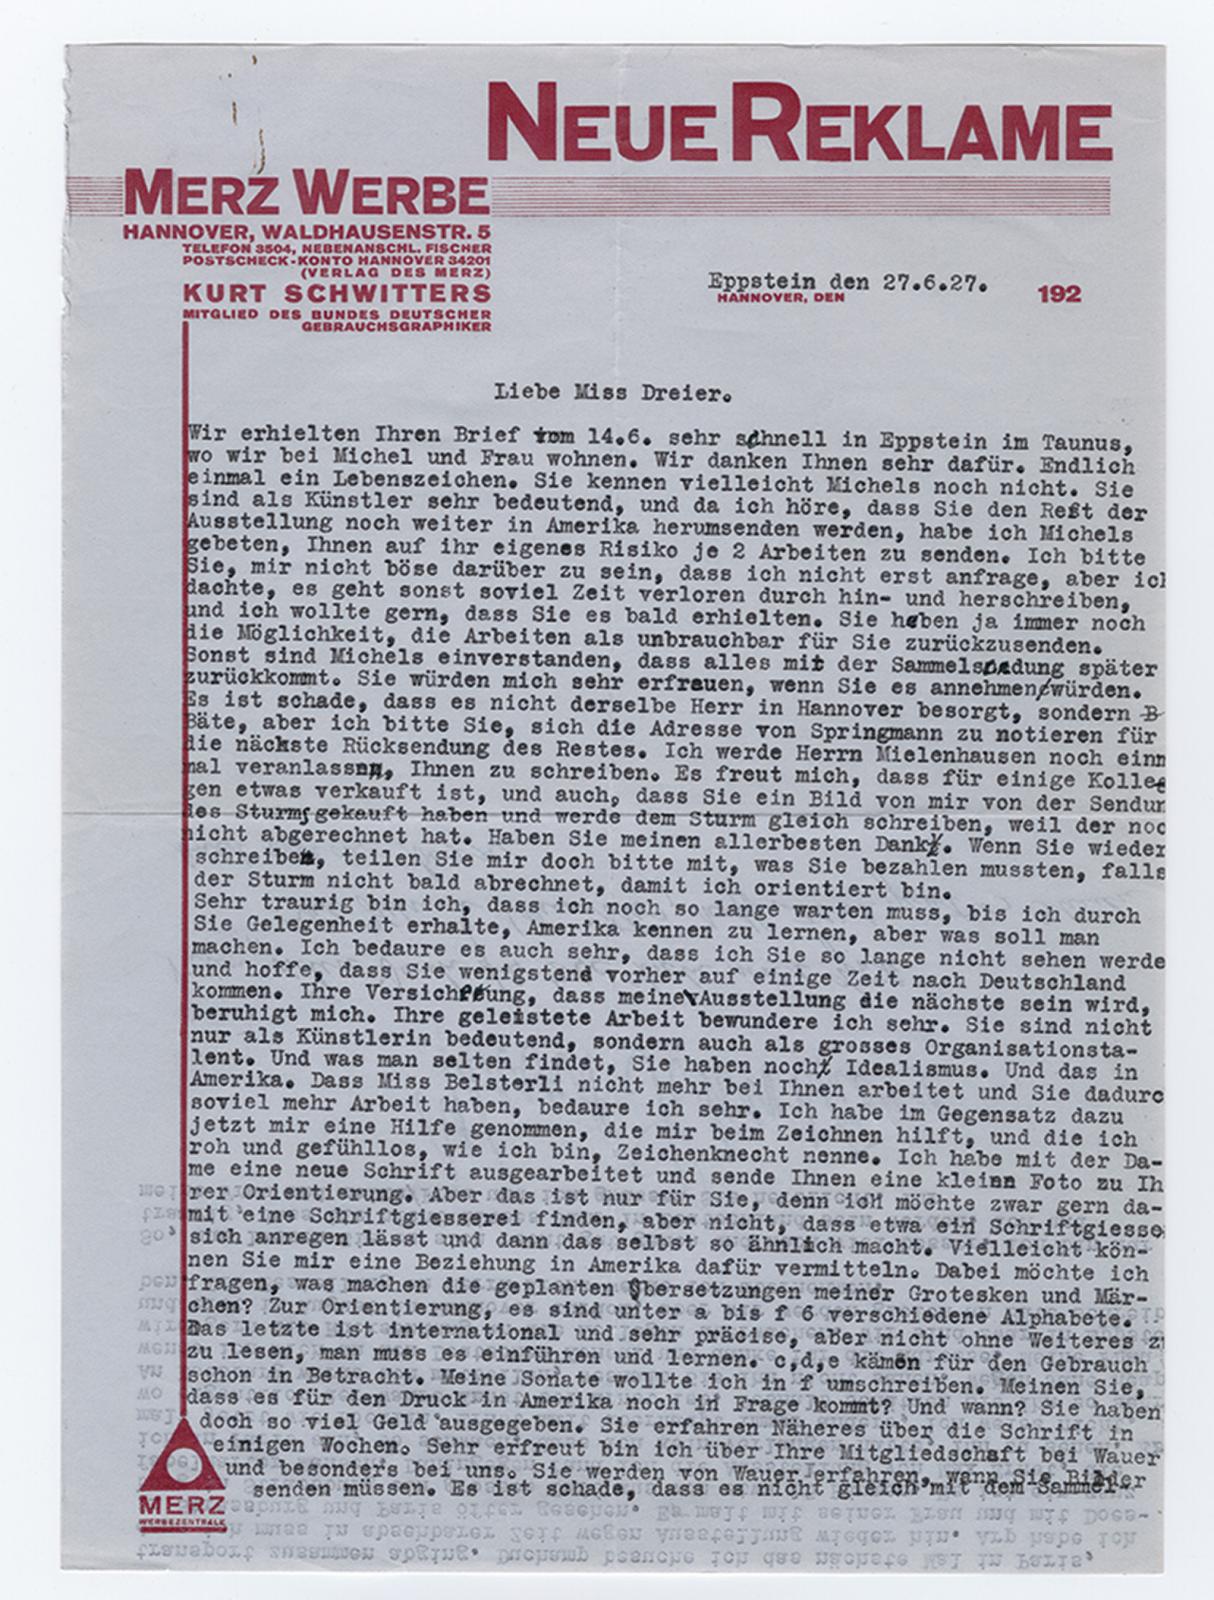 NEUE REKLAME
MERZ WERBE
HANNOVER, WALDHAUSENSTR. 5
TELEFON 3504, NEBENANSCHL. FISCHER
POSTSCHECK-KONTO HANNOVER 34201
(VERLAG DES MERZ)
KURT SCHWITTERS
MITGLIED DES BUNDES DEUTSCHER
GEBRAUCHSGRAPHIKER
Eppstein den 27.6.27.
HANNOVER, DEN 192
Liebe Miss Dreier.
Wir erhielten Ihren Brief vom 14.6. sehr schnell in Eppstein im Taunus,
wo wir bei Michel und Frau wohnen. Wir danken Ihnen sehr dafür. Endlich
einmal ein Lebenszeichen. Sie kennen vielleicht Michels noch nicht. Sie
sind als Künstler sehr bedeutend, und da ich höre, dass Sie den Rest der
Ausstellung noch weiter in Amerika herumsenden werden, habe ich Michels
gebeten, Ihnen auf ihr eigenes Risiko je 2 Arbeiten zu senden. Ich bitte
Sie, mir nicht böse darüber zu sein, dass ich nicht erst anfrage, aber ich
dachte, es geht sonst soviel Zeit verloren durch hin- und herschreiben,
und ich wollte gern, dass Sie es bald erhielten. Sie haben ja immer noch
die Möglichkeit, die Arbeiten als unbrauchbar für Sie zurückzusenden.
Sonst sind Michels einverstanden, dass alles mit der Sammelsendung später
zurückkommt. Sie würden mich sehr erfreuen, wenn Sie es annehmen würden.
Es ist schade, dass es nicht derselbe Herr in Hannover besorgt, sondern B
Bäte, aber ich bitte Sie, sich die Adresse von Springmann zu notieren für
die nächste Rücksendung des Restes. Ich werde Herrn Mielenhausen noch einm
mal veranlassen, Ihnen zu schreiben. Es freut mich, dass für einige Kolle-
gen etwas verkauft ist, und auch, dass Sie ein Bild von mir von der Sendun
des Sturms gekauft haben und werde dem Sturm gleich schreiben, weil der noc
nicht abgerechnet hat. Haben Sie meinen allerbesten Dank. Wenn Sie wieder
schreiben, teilen Sie mir doch bitte mit, was Sie bezahlen mussten, falls
der Sturm nicht bald abrechnet, damit ich orientiert bin.
Sehr traurig bin ich, dass ich noch so lange warten muss, bis ich durch
Sie Gelegenheit erhalte, Amerika kennen zu lernen, aber was soll man
machen. Ich bedaure es auch sehr, dass ich Sie so lange nicht sehen werde
und hoffe, dass Sie wenigstend vorher auf einige Zeit nach Deutschland
kommen. Ihre Versicherung, dass meine Ausstellung die nächste sein wird,
beruhigt mich. Ihre geleistete Arbeit bewundere ich sehr. Sie sind nicht
nur als Künstlerin bedeutend, sondern auch als grosses Organisationsta-
lent. Und was man selten findet, Sie haben noch Idealismus. Und das in
Amerika. Dass Miss Belsterli nicht mehr bei Ihnen arbeitet und Sie dadurc
soviel mehr Arbeit haben, bedaure ich sehr. Ich habe im Gegensatz dazu
jetzt mir eine Hilfe genommen, die mir beim Zeichnen hilft, und die ich
roh und gefühllos, wie ich bin, Zeichenknecht nenne. Ich habe mit der Da-
me eine neue Schrift ausgearbeitet und sende Ihnen eine kleinn Foto zu Ih
rer Orientierung. Aber das ist nur für Sie, denn ich möchte zwar gern da-
mit eine Schriftgiesserei finden, aber nicht, dass etwa ein Schriftgiesse
sich anregen lässt und dann das selbst so ähnlich macht. Vielleicht kön-
nen Sie mir eine Beziehung in Amerika dafür vermitteln. Dabei möchte ich
fragen, was machen die geplanten Übersetzungen meiner Grotesken und Mär-
chen? Zur Orientierung, es sind unter a bis f 6 verschiedene Alphabete.
Das letzte ist international und sehr präcise, aber nicht ohne Weiteres z
zu lesen, man muss es einführen und lernen. c,d,e kämen für den Gebrauch
schon in Betracht. Meine Sonate wollte ich in f umschreiben. Meinen Sie,
dass es für den Druck in Amerika noch in Frage kommt? Und wann? Sie haben
doch so viel Geld ausgegeben. Sie erfahren Näheres über die Schrift in
einigen Wochen. Sehr erfreut bin ich über Ihre Mitgliedschaft bei Wauer
und besonders bei uns. Sie werden von Wauer erfahren, wann Sie Bilder
senden müssen. Es ist schade, dass es nicht gleich mit dem Sammel-
MERZ
WERBEZENTRALE